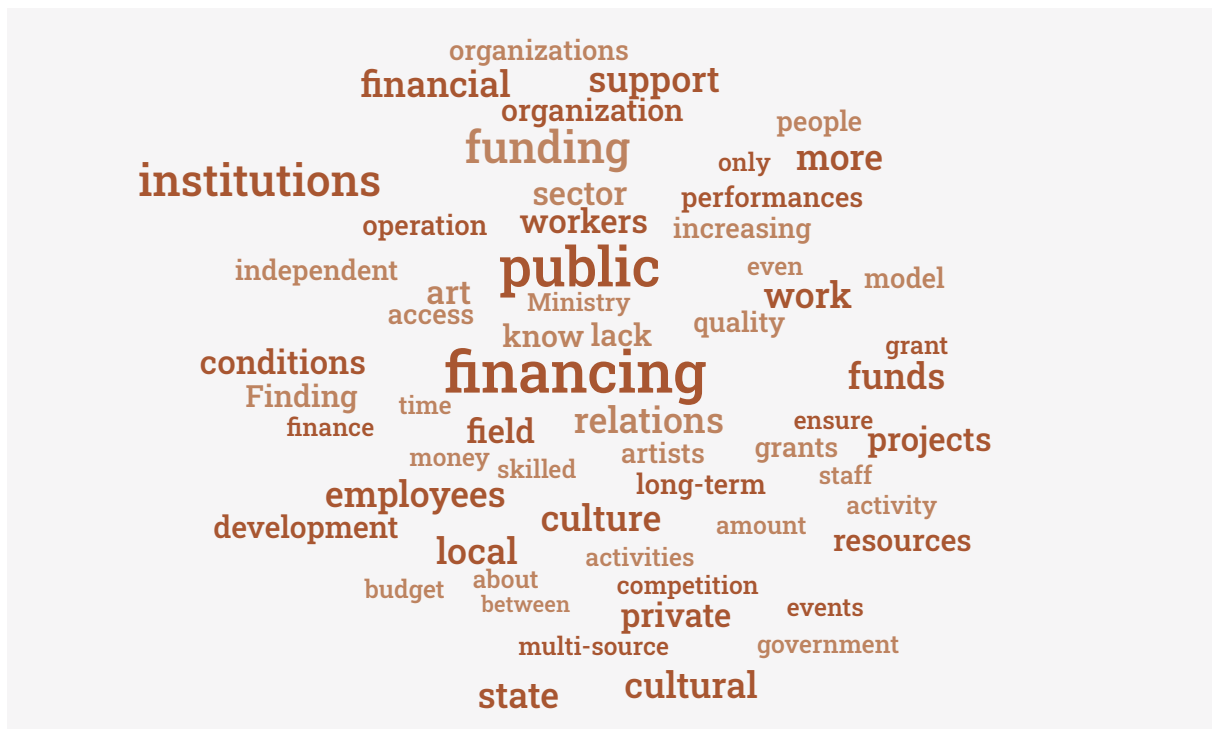 organizations
financial support
organization
people
funding
only more
institutions
sector performances
operation workers increasing
public
independent even model
art Ministry work
access quality
know lack
grant
conditions financing funds
Finding time
finance field relations ensure projects
money skilled artists grants staff
employees long-term activity
development culture amount resources
local activities
budget about competition
between private events
multi-source government
state cultural